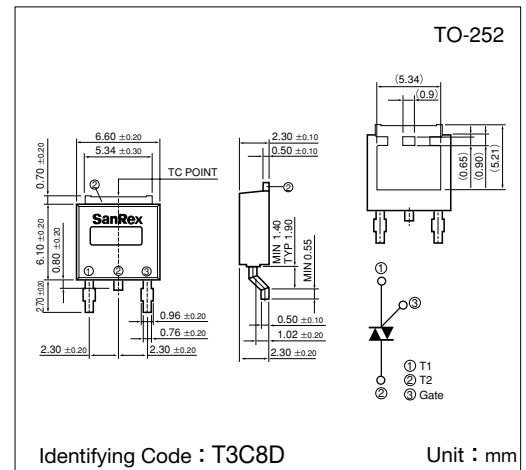 TO-252
6.60 ±0.20
5.34 ±0.30
0.70 ±0.20
TC POINT
②
SanRex
6.10 ±0.20
0.80 ±0.20
① ② ③
2.70 ±0.20
0.96 ±0.20
0.76 ±0.20
2.30 ±0.20
2.30 ±0.20
2.30 ±0.10
0.50 ±0.10
②
MIN 1.40
TYP 1.90
MIN 0.55
0.50 ±0.10
1.02 ±0.20
2.30 ±0.20
(5.34)
(0.9)
(0.65)
(0.90)
(5.21)
①
③
②
① T1
② T2
③ Gate
Identifying Code：T3C8D
Unit：mm